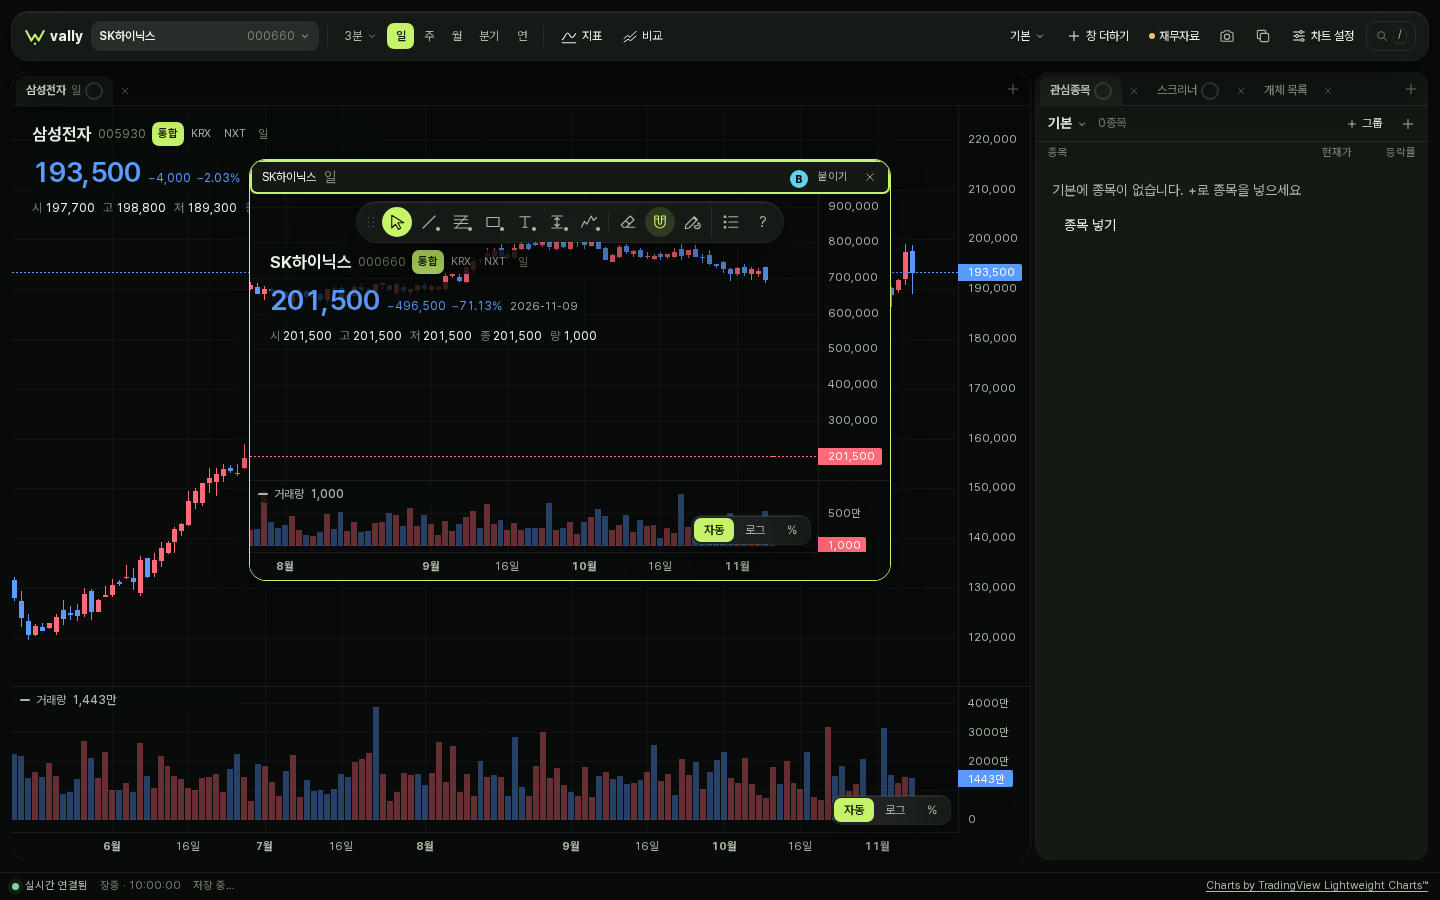 vally SK하이닉스 000660 3분 일 주 월 분기 연 지표 비교 기본 창 더하기 재무자료 차트 설정 /
삼성전자 일
관심종목 스크리너 개체 목록
삼성전자 005930 통합 KRX NXT 일
193,500 −4,000 −2.03%
시 197,700 고 198,800 저 189,300
220,000
210,000
200,000
193,500
190,000
180,000
170,000
160,000
150,000
140,000
130,000
120,000
SK하이닉스 일 B 붙이기
T ?
SK하이닉스 000660 통합 KRX NXT 일
201,500 −496,500 −71.13% 2026-11-09
시 201,500 고 201,500 저 201,500 종 201,500 량 1,000
900,000
800,000
700,000
600,000
500,000
400,000
300,000
201,500
거래량 1,000
500만
1,000
자동 로그 %
8월 9월 16일 10월 16일 11월
거래량 1,443만
4000만
3000만
2000만
1443만
0
자동 로그 %
6월 16일 7월 16일 8월 9월 16일 10월 16일 11월
기본 0종목 + 그룹 +
종목 현재가 등락률
기본에 종목이 없습니다. +로 종목을 넣으세요
종목 넣기
실시간 연결됨 장중 · 10:00:00 저장 중…
Charts by TradingView Lightweight Charts™